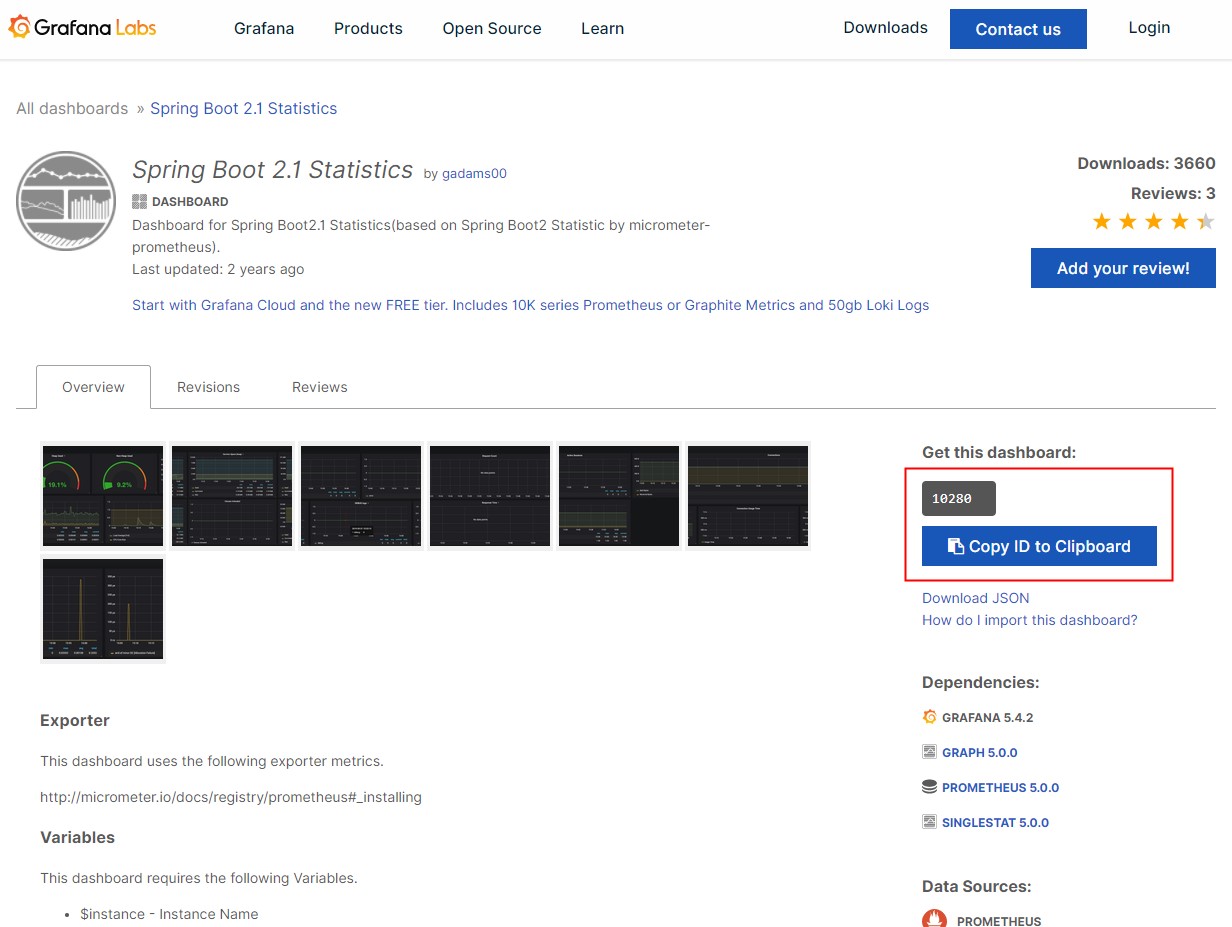 Grafana Labs
Grafana Products Open Source Learn Downloads Contact us Login
All dashboards » Spring Boot 2.1 Statistics
Spring Boot 2.1 Statistics by gadams00
DASHBOARD
Dashboard for Spring Boot2.1 Statistics(based on Spring Boot2 Statistic by micrometer-
prometheus).
Last updated: 2 years ago
Start with Grafana Cloud and the new FREE tier. Includes 10K series Prometheus or Graphite Metrics and 50gb Loki Logs
Downloads: 3660
Reviews: 3
Add your review!
Overview Revisions Reviews
19.1% 9.2%
Get this dashboard:
10280
Copy ID to Clipboard
Download JSON
How do I import this dashboard?
Dependencies:
GRAFANA 5.4.2
GRAPH 5.0.0
PROMETHEUS 5.0.0
SINGLESTAT 5.0.0
Data Sources:
PROMETHEUS
Exporter
This dashboard uses the following exporter metrics.
http://micrometer.io/docs/registry/prometheus#_installing
Variables
This dashboard requires the following Variables.
• $instance - Instance Name